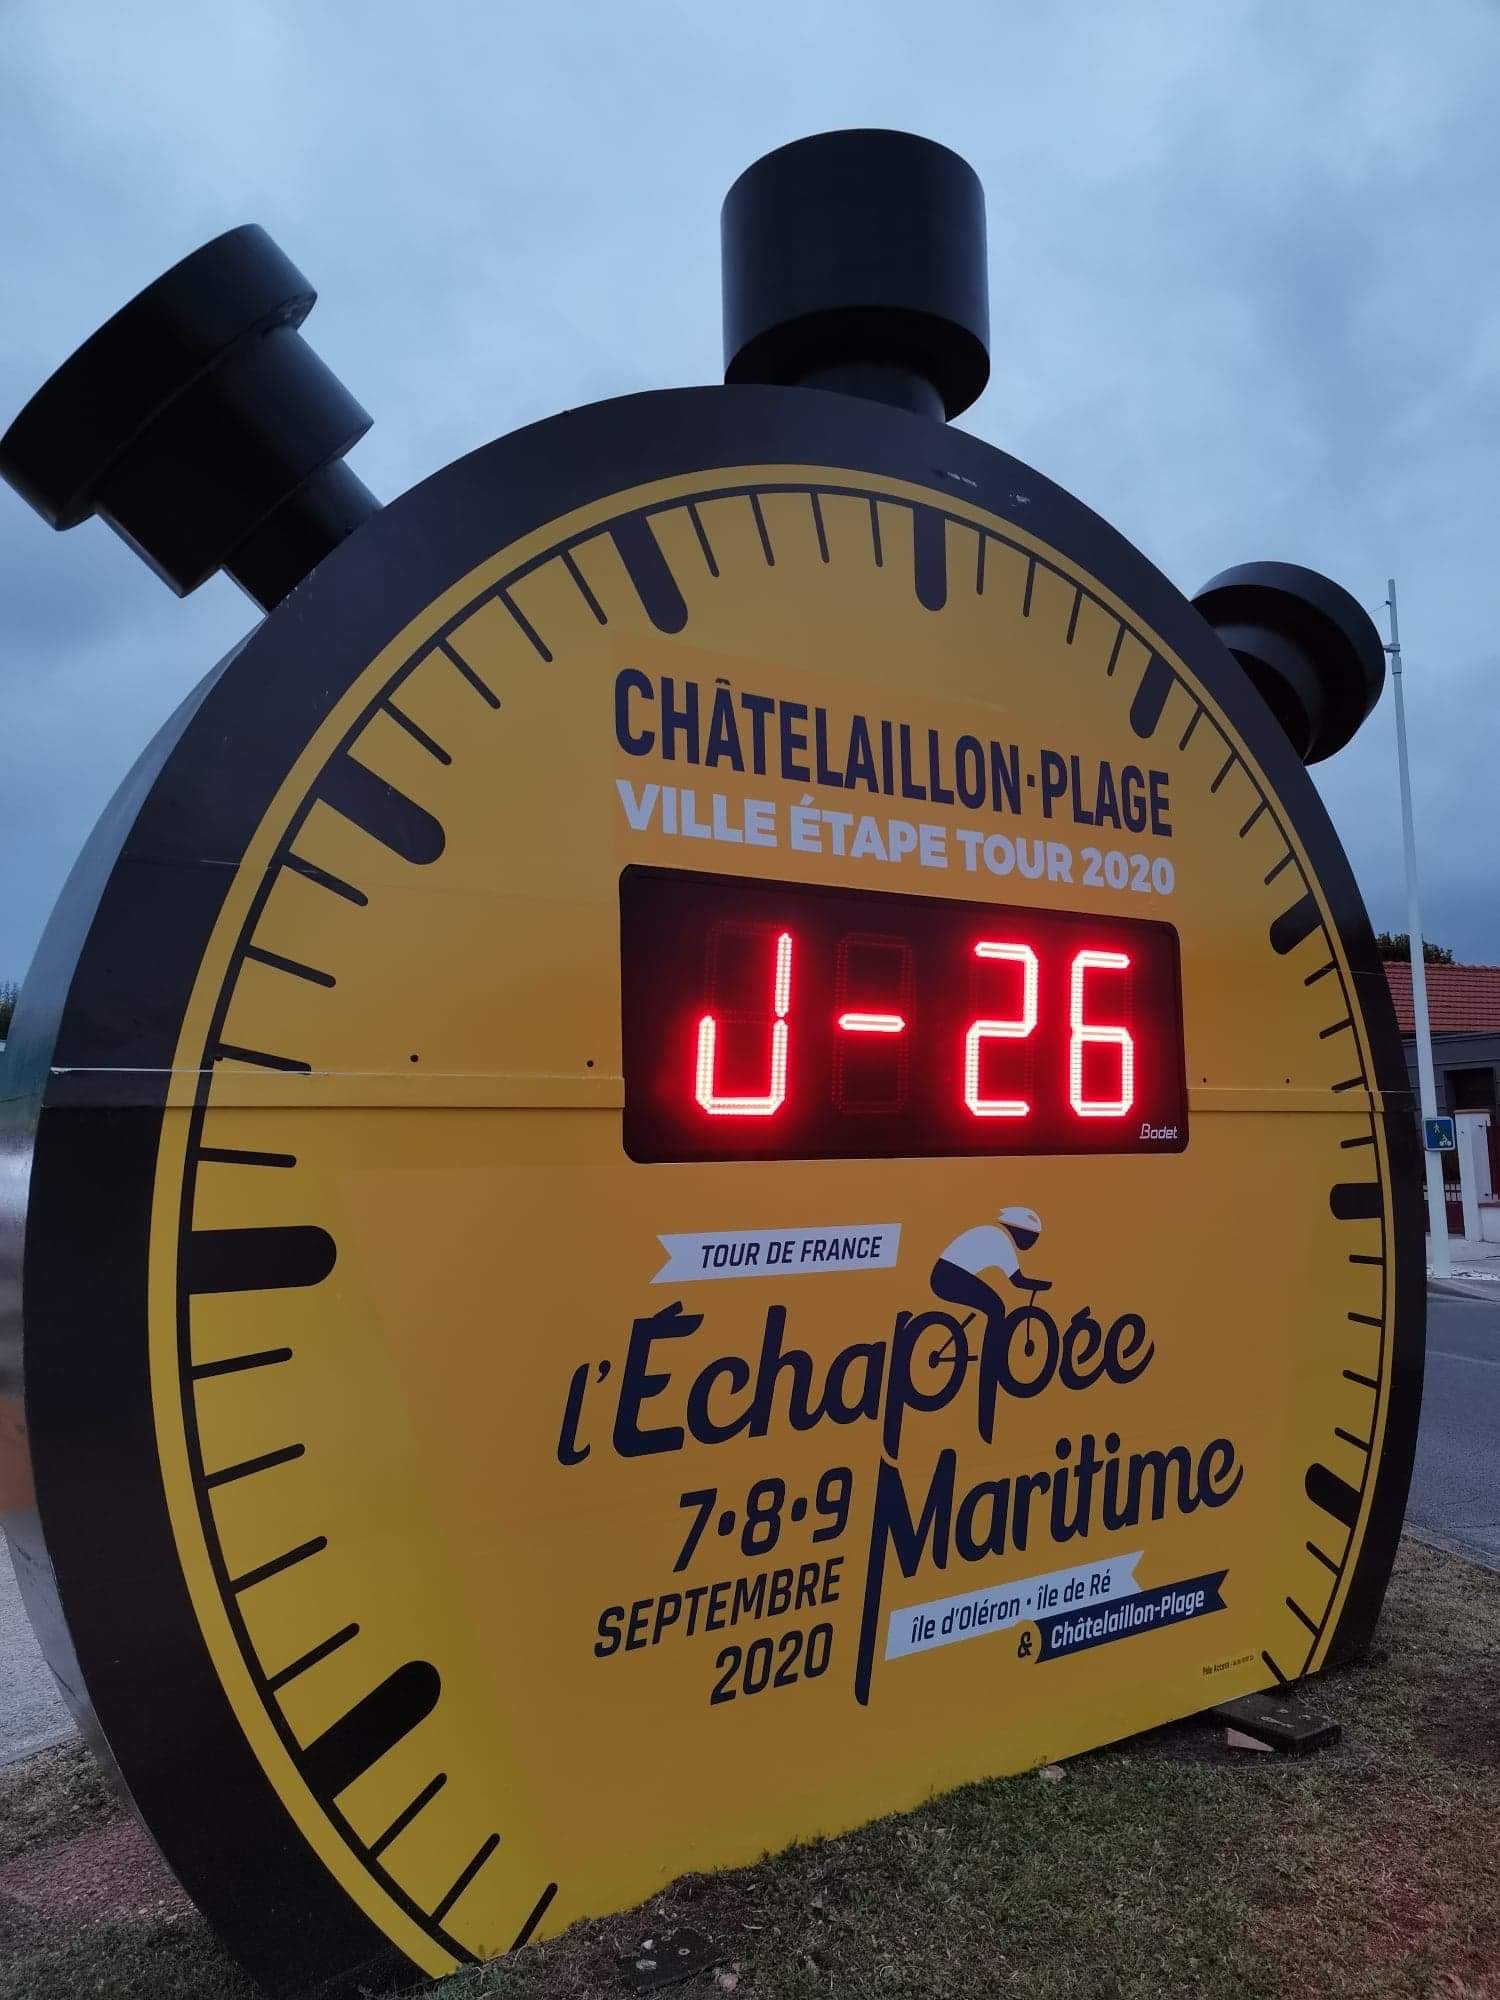 CHÂTELAILLON·PLAGE
VILLE ÉTAPE TOUR 2020
J-26
Bodet
TOUR DE FRANCE
l'Échappée
Maritime
7·8·9
SEPTEMBRE
2020
île d'Oléron · île de Ré
& Châtelaillon-Plage